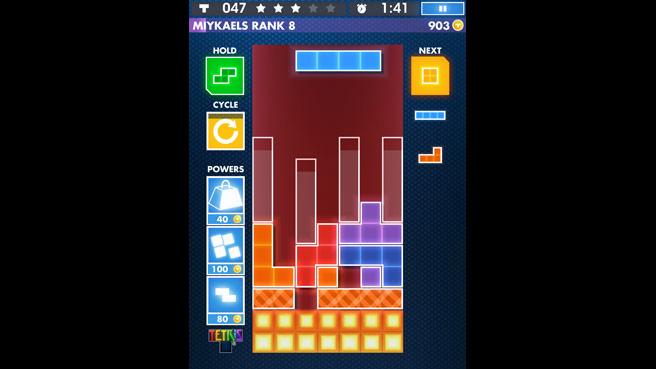 047
1:41
MIYKAELS RANK 8
903
HOLD
NEXT
CYCLE
POWERS
40
100
80
TETRIS